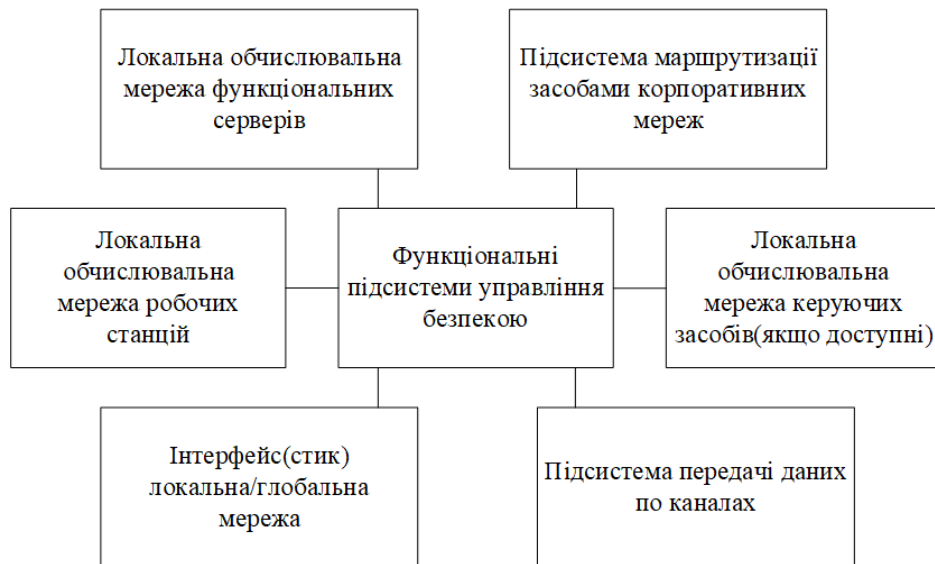 Локальна обчислювальна
мережа функціональних
серверів
Підсистема маршрутизації
засобами корпоративних
мереж
Локальна
обчислювальна
мережа робочих
станцій
Функціональні
підсистеми управління
безпекою
Локальна
обчислювальна
мережа керуючих
засобів(якщо доступні)
Інтерфейс(стик)
локальна/глобальна
мережа
Підсистема передачі даних
по каналах